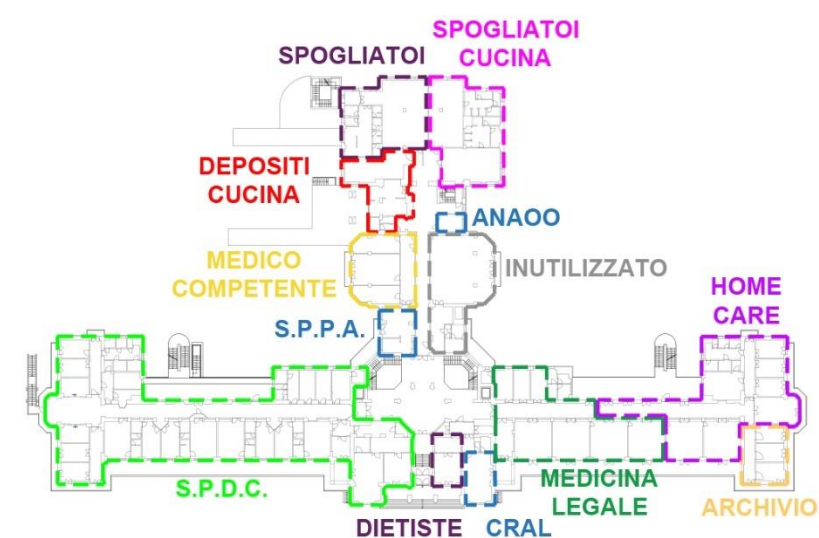 SPOGLIATOI
CUCINA
SPOGLIATOI
DEPOSITI
CUCINA
ANAOO
MEDICO
COMPETENTE
INUTILIZZATO
HOME
CARE
S.P.P.A.
S.P.D.C.
MEDICINA
LEGALE
ARCHIVIO
DIETISTE
CRAL